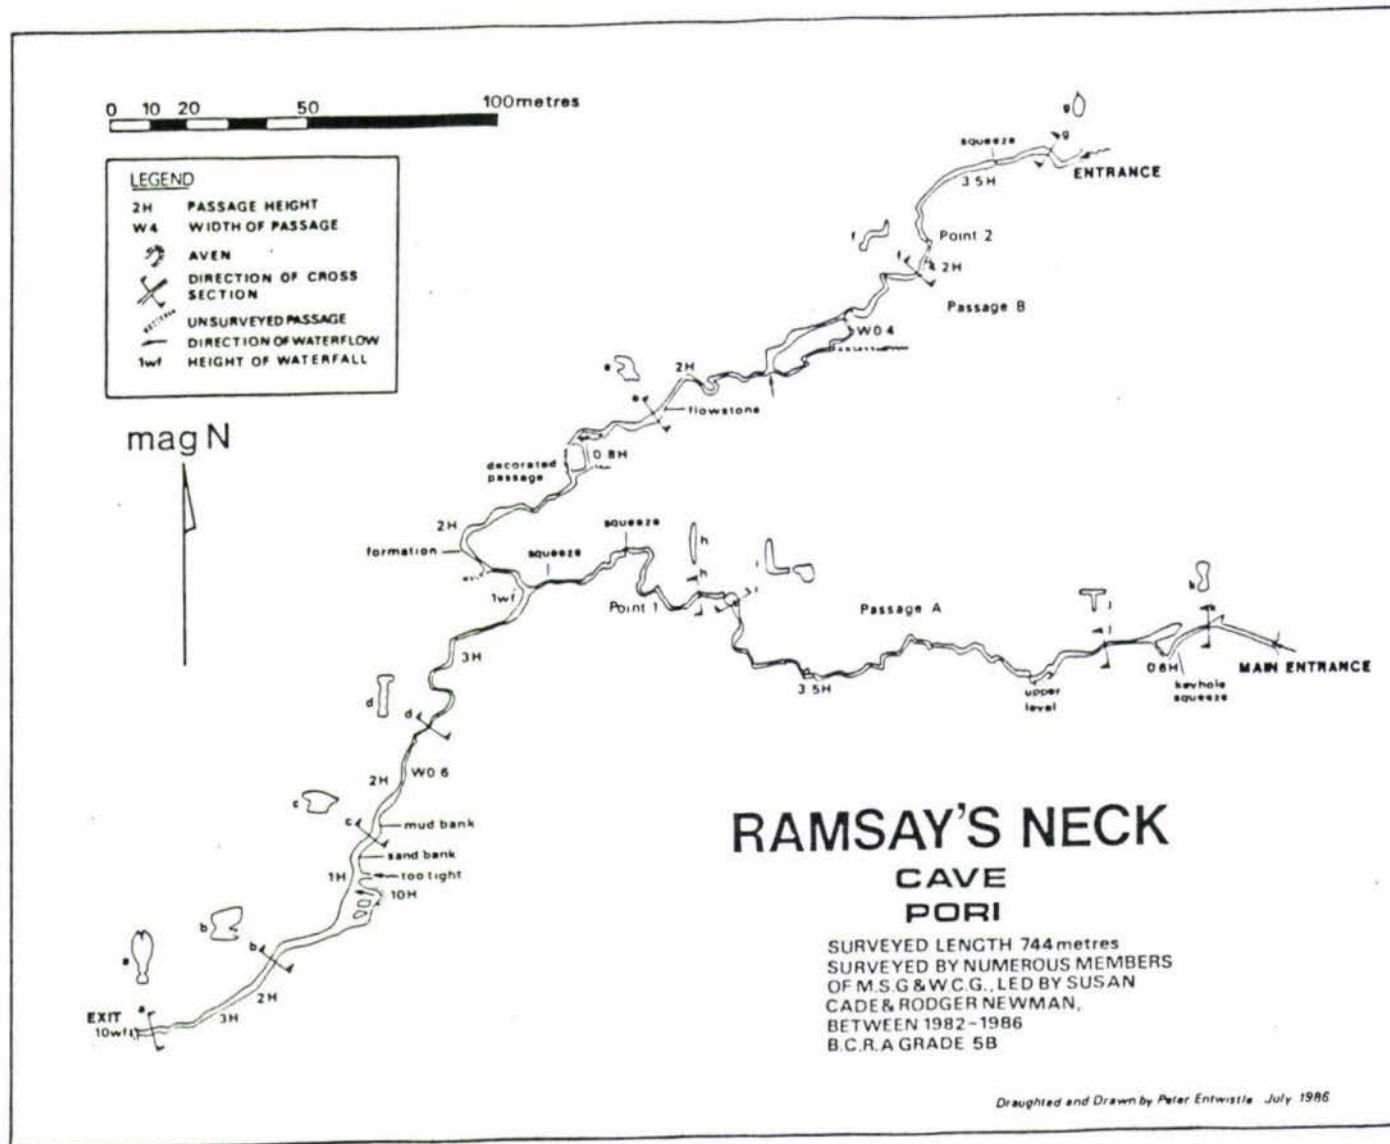 0 10 20 50 100 metres
LEGEND
2H PASSAGE HEIGHT
W4 WIDTH OF PASSAGE
AVEN
DIRECTION OF CROSS
SECTION
UNSURVEYED PASSAGE
DIRECTION OF WATERFLOW
1wf HEIGHT OF WATERFALL
mag N
g
g
squeeze
ENTRANCE
3.5H
Point 2
f
f
4.2H
Passage B
W0.4
e
2H
e
flowstone
0.8H
decorated
passage
2H
formation
squeeze
squeeze
1wf
Point 1
h
h
i
i
Passage A
j
j
k
k
3.5H
upper
level
0.6H
keyhole
squeeze
MAIN ENTRANCE
3H
d
d
2H
W0.6
c
c
mud bank
sand bank
1H
too tight
10H
b
b
a
a
2H
3H
EXIT
10wf
RAMSAY'S NECK
CAVE
PORI
SURVEYED LENGTH 744 metres
SURVEYED BY NUMEROUS MEMBERS
OF M.S.G & W.C.G., LED BY SUSAN
CADE & RODGER NEWMAN,
BETWEEN 1982-1986
B.C.R.A GRADE 5B
Draughted and Drawn by Peter Entwistle July 1986